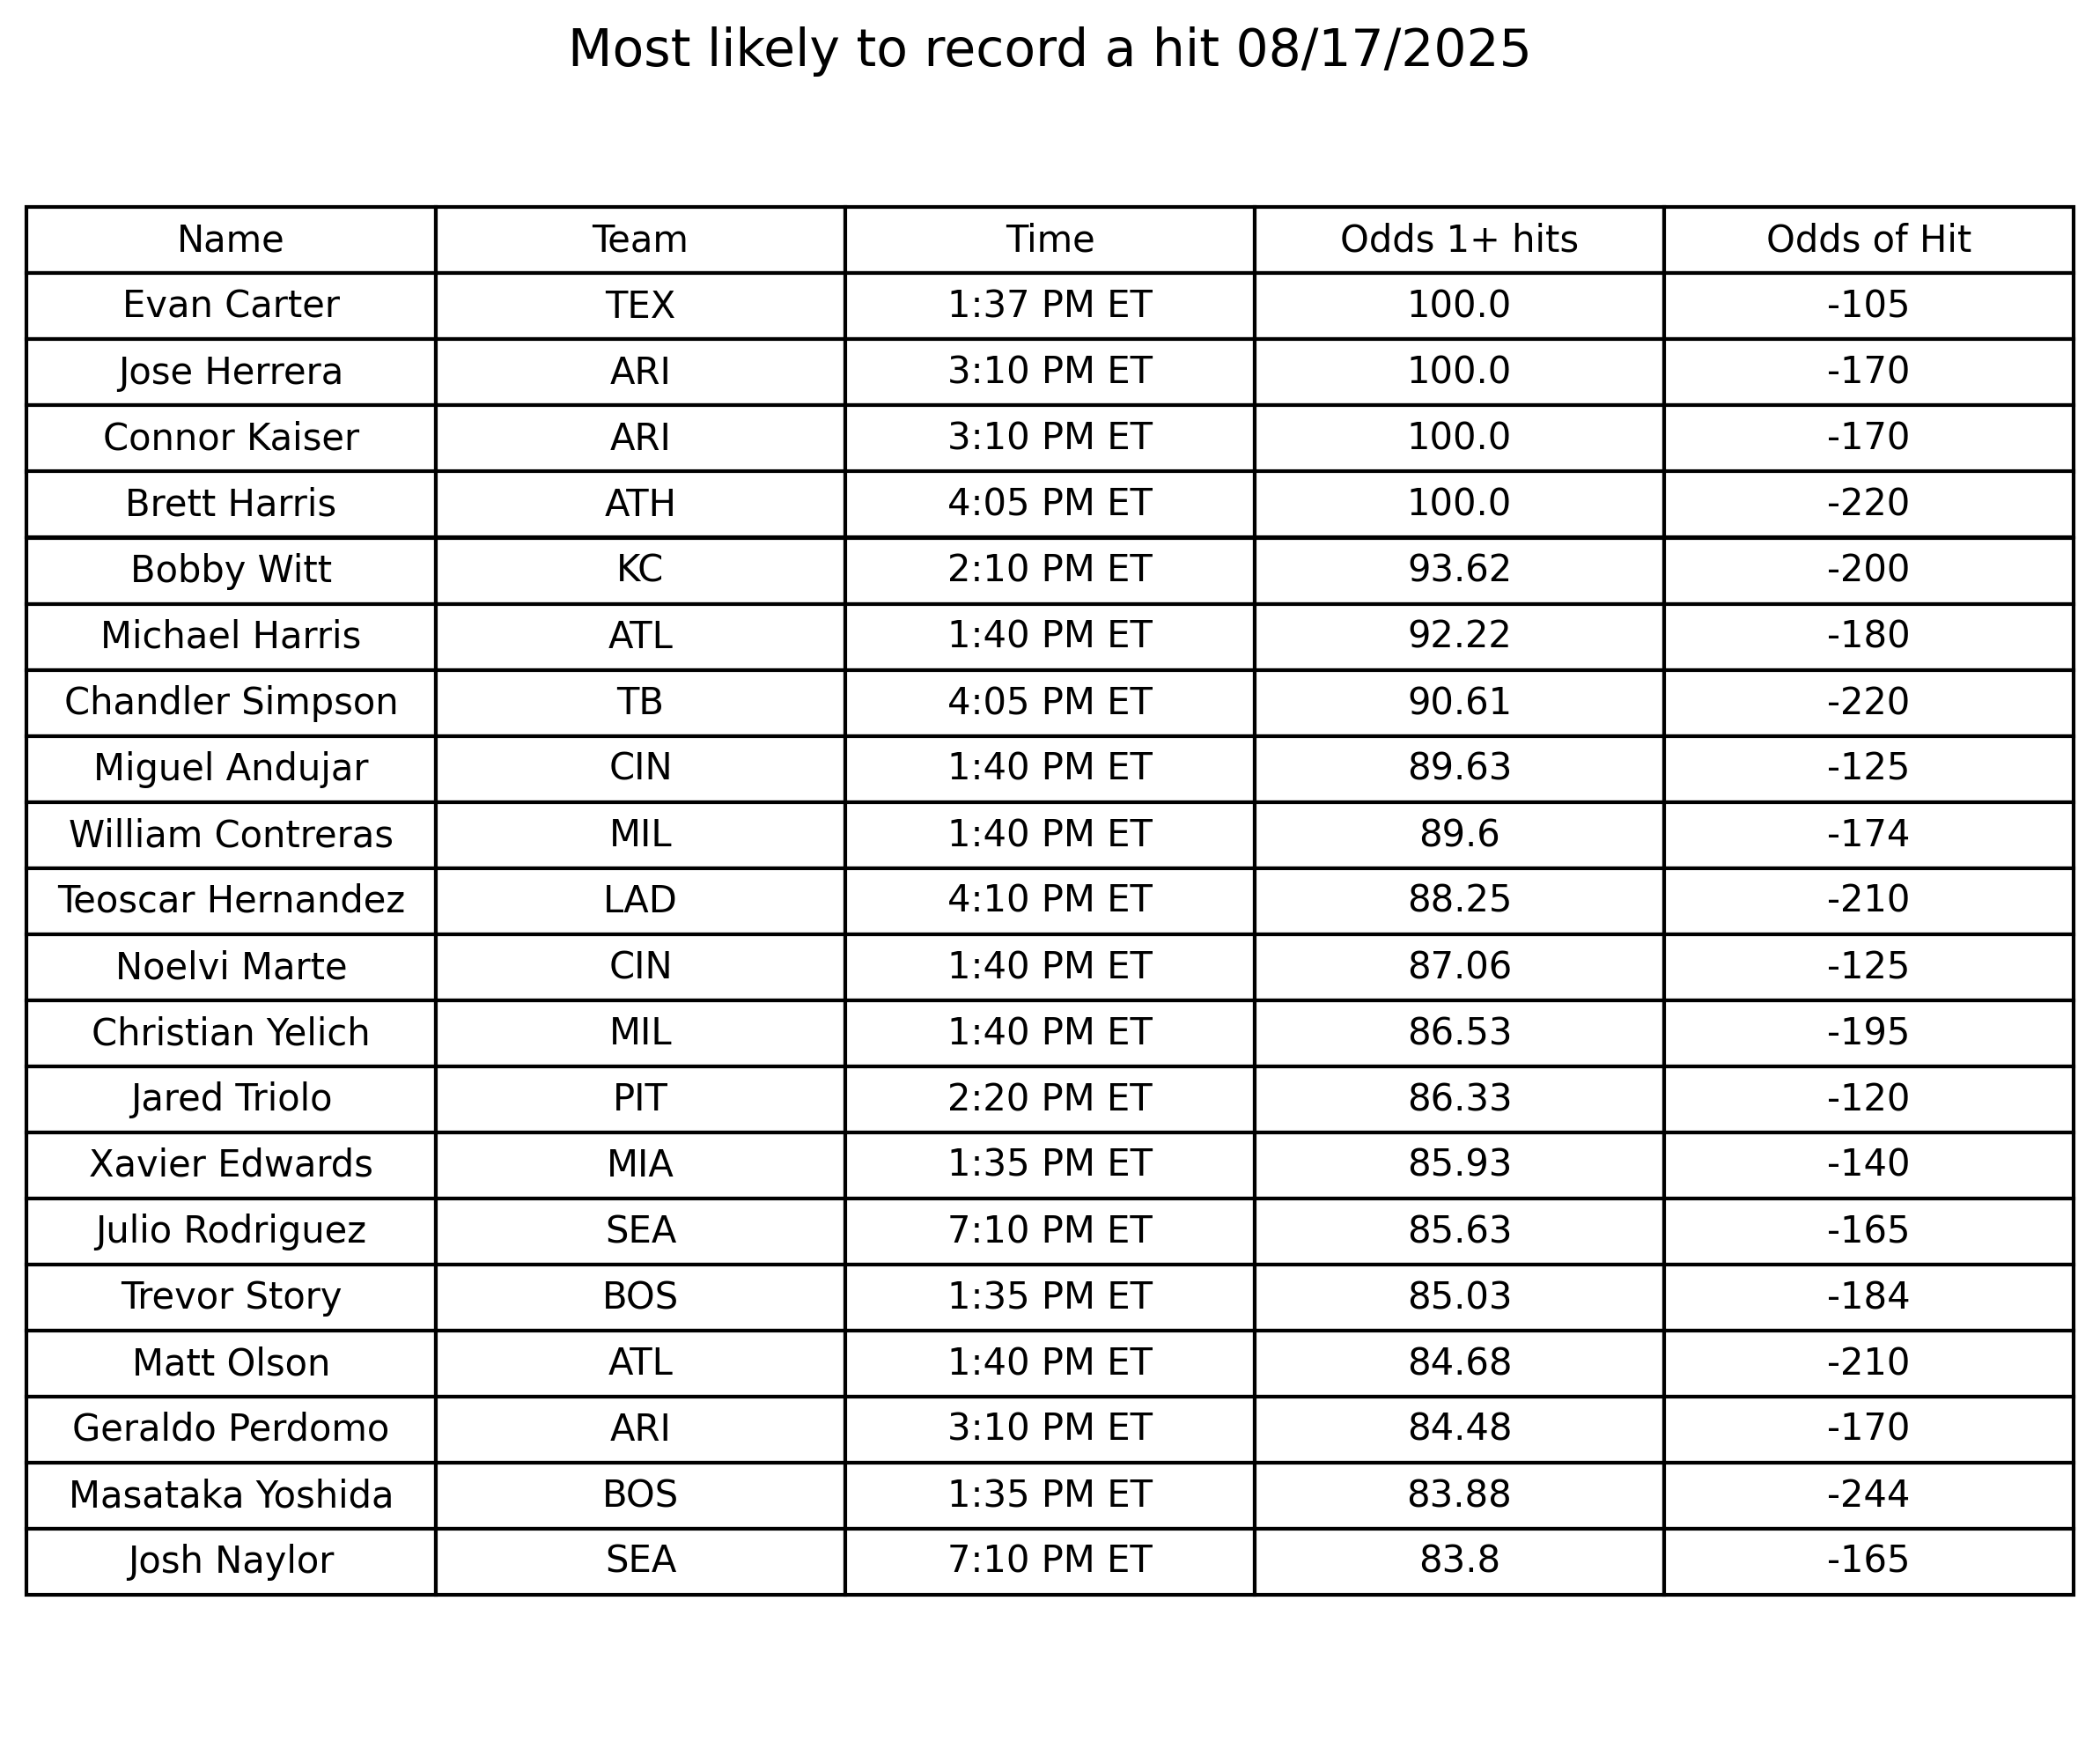 Most likely to record a hit 08/17/2025
Name Team Time Odds 1+ hits Odds of Hit
Evan Carter TEX 1:37 PM ET 100.0 -105
Jose Herrera ARI 3:10 PM ET 100.0 -170
Connor Kaiser ARI 3:10 PM ET 100.0 -170
Brett Harris ATH 4:05 PM ET 100.0 -220
Bobby Witt KC 2:10 PM ET 93.62 -200
Michael Harris ATL 1:40 PM ET 92.22 -180
Chandler Simpson TB 4:05 PM ET 90.61 -220
Miguel Andujar CIN 1:40 PM ET 89.63 -125
William Contreras MIL 1:40 PM ET 89.6 -174
Teoscar Hernandez LAD 4:10 PM ET 88.25 -210
Noelvi Marte CIN 1:40 PM ET 87.06 -125
Christian Yelich MIL 1:40 PM ET 86.53 -195
Jared Triolo PIT 2:20 PM ET 86.33 -120
Xavier Edwards MIA 1:35 PM ET 85.93 -140
Julio Rodriguez SEA 7:10 PM ET 85.63 -165
Trevor Story BOS 1:35 PM ET 85.03 -184
Matt Olson ATL 1:40 PM ET 84.68 -210
Geraldo Perdomo ARI 3:10 PM ET 84.48 -170
Masataka Yoshida BOS 1:35 PM ET 83.88 -244
Josh Naylor SEA 7:10 PM ET 83.8 -165